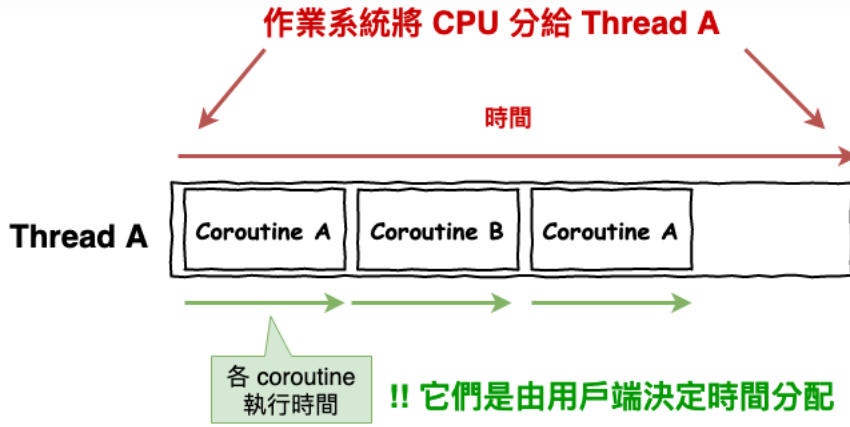 作業系統將 CPU 分給 Thread A
時間
Thread A
Coroutine A
Coroutine B
Coroutine A
各 coroutine
執行時間
!! 它們是由用戶端決定時間分配